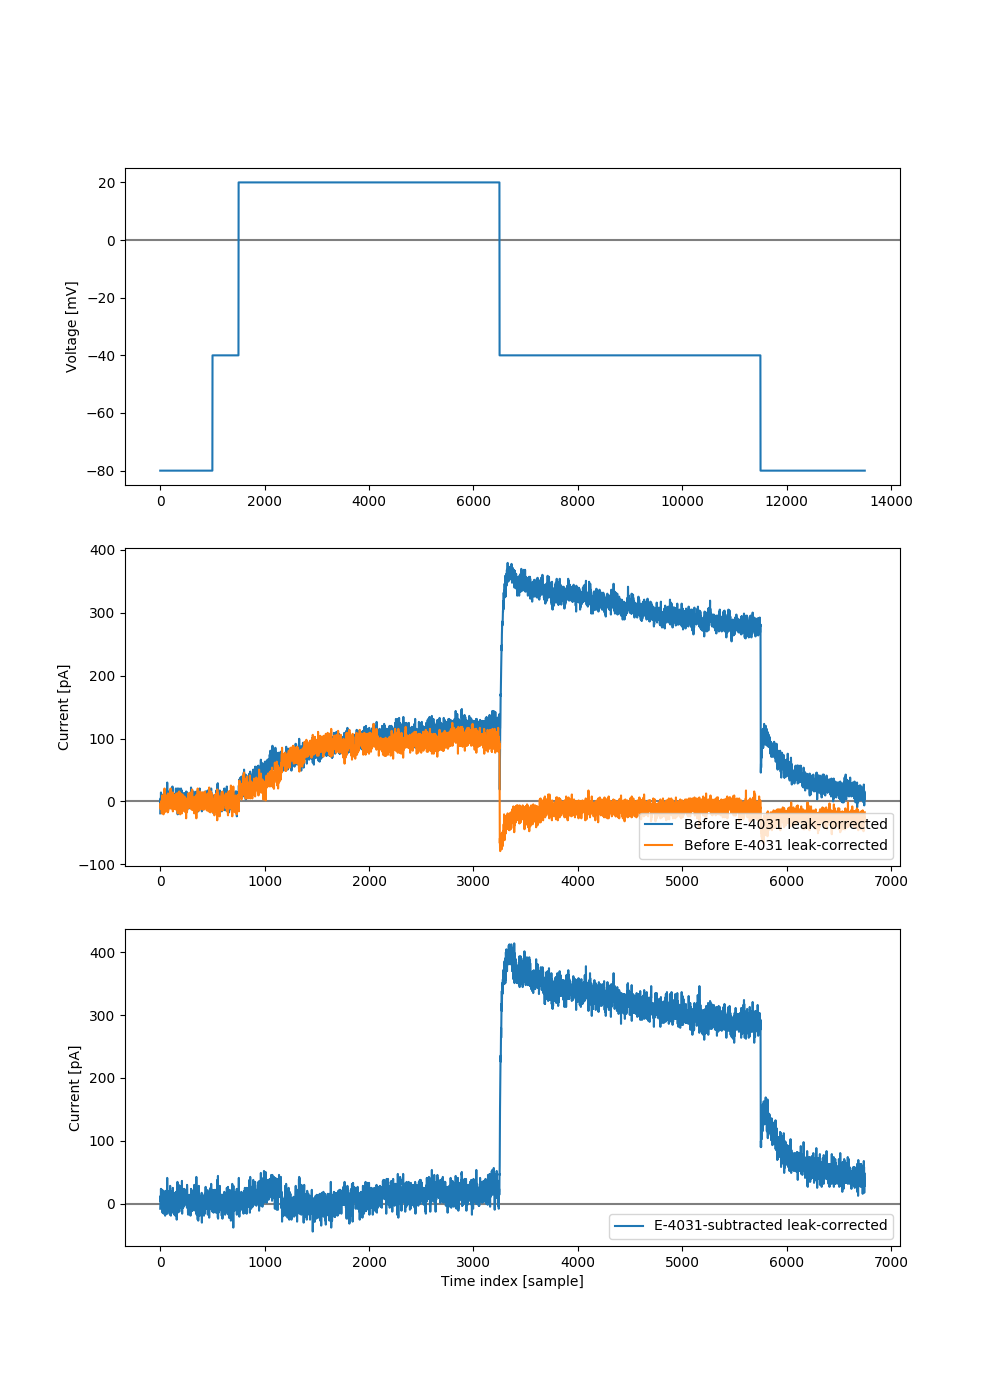 Voltage [mV]
20
0
−20
−40
−60
−80
0 2000 4000 6000 8000 10000 12000 14000
Current [pA]
400
300
200
100
0
−100
Before E-4031 leak-corrected
Before E-4031 leak-corrected
0 1000 2000 3000 4000 5000 6000 7000
Current [pA]
400
300
200
100
0
E-4031-subtracted leak-corrected
0 1000 2000 3000 4000 5000 6000 7000
Time index [sample]